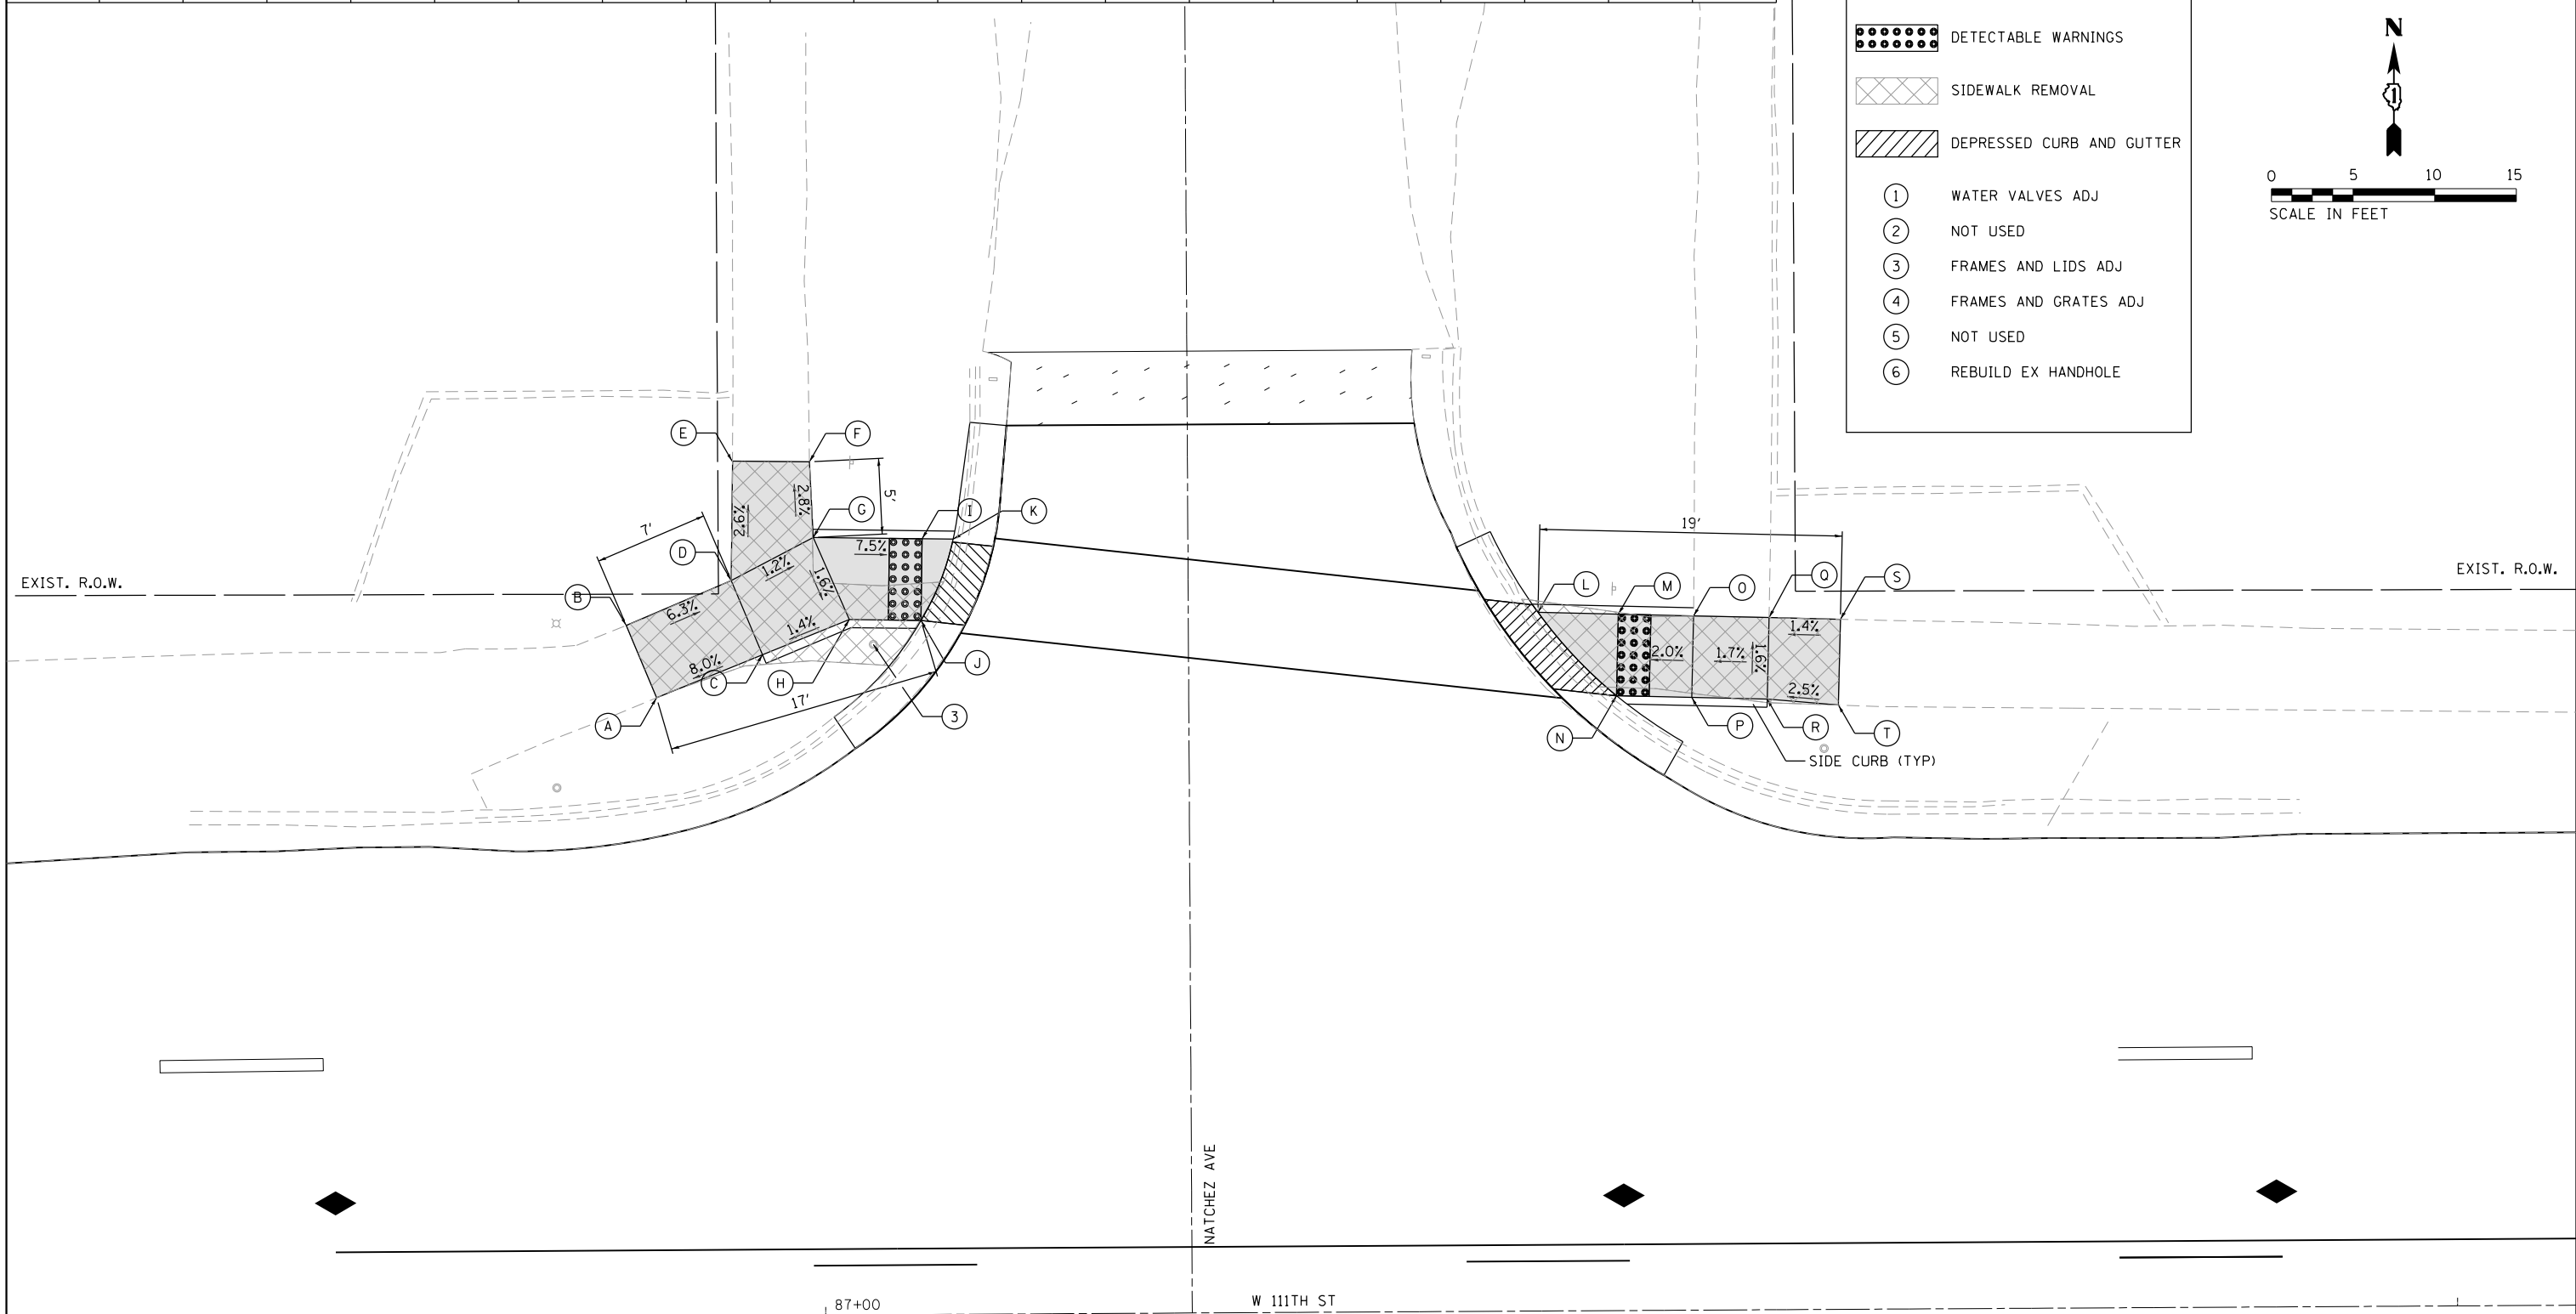 DETECTABLE WARNINGS
SIDEWALK REMOVAL
DEPRESSED CURB AND GUTTER
1 WATER VALVES ADJ
2 NOT USED
3 FRAMES AND LIDS ADJ
4 FRAMES AND GRATES ADJ
5 NOT USED
6 REBUILD EX HANDHOLE
N
1
0 5 10 15
SCALE IN FEET
E
F
2.8%
5'
2.9%
G
I
K
7'
D
7.5%
1.2%
1.6%
EXIST. R.O.W.
B
6.3%
1.4%
8.0%
C
H
J
17'
A
3
19'
EXIST. R.O.W.
L
M
O
Q
S
1.4%
2.0%
1.7%
1.6%
2.5%
N
P
R
T
SIDE CURB (TYP)
NATCHEZ AVE
87+00
W 111TH ST